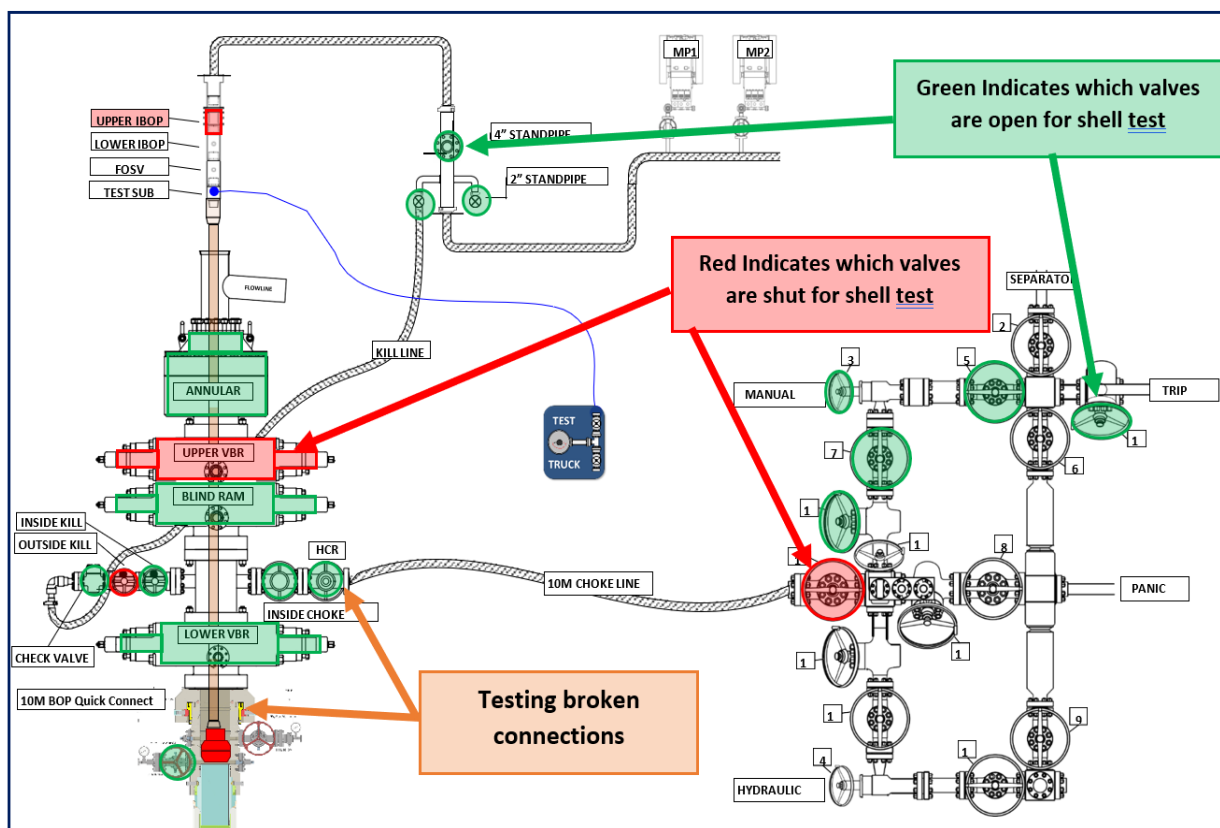 MP1
MP2
Green Indicates which valves
are open for shell test
UPPER IBOP
4” STANDPIPE
LOWER IBOP
FOSV
2” STANDPIPE
TEST SUB
Red Indicates which valves
are shut for shell test
FLOWLINE
SEPARATOR
2
KILL LINE
3
5
ANNULAR
MANUAL
TRIP
TEST
TRUCK
1
UPPER VBR
7
6
BLIND RAM
INSIDE KILL
OUTSIDE KILL
1
HCR
1
8
10M CHOKE LINE
PANIC
INSIDE CHOKE
LOWER VBR
CHECK VALVE
1
1
10M BOP Quick Connect
Testing broken
connections
1
9
4
1
HYDRAULIC